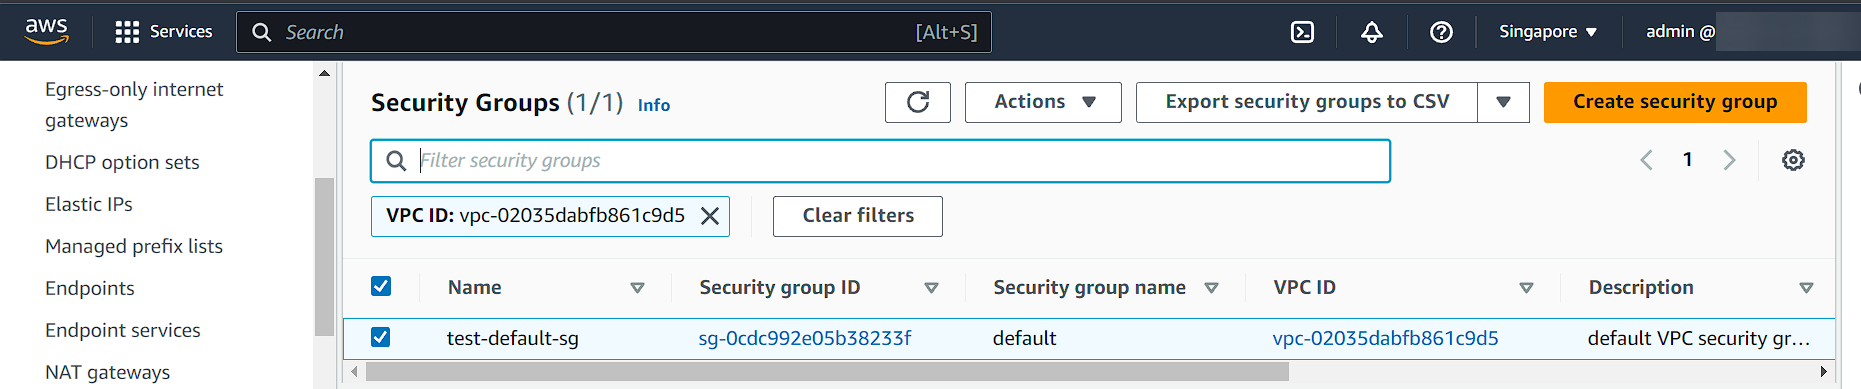 aws
Services
Search
[Alt+S]
Singapore
admin @
Egress-only internet
gateways
DHCP option sets
Elastic IPs
Managed prefix lists
Endpoints
Endpoint services
NAT gateways
Security Groups (1/1) Info
Actions
Export security groups to CSV
Create security group
Filter security groups
1
VPC ID: vpc-02035dabfb861c9d5
Clear filters
Name Security group ID Security group name VPC ID Description
test-default-sg sg-0cdc992e05b38233f default vpc-02035dabfb861c9d5 default VPC security gr...